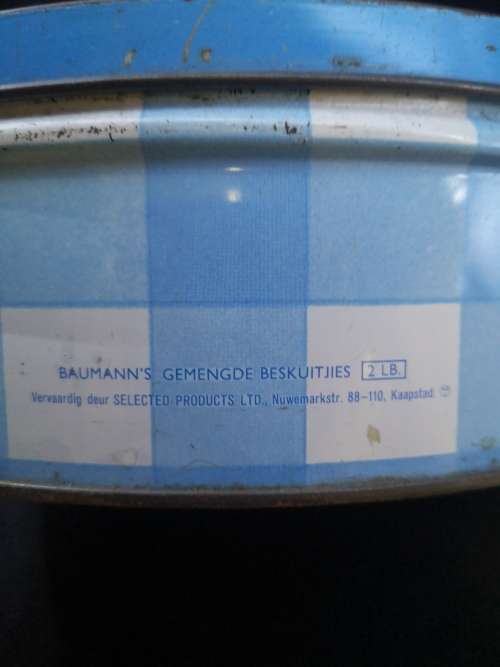 BAUMANN'S GEMENGDE BESKUITJIES 2 LB.
Vervaardig deur SELECTED PRODUCTS LTD., Nuwemarkstr. 88-110, Kaapstad